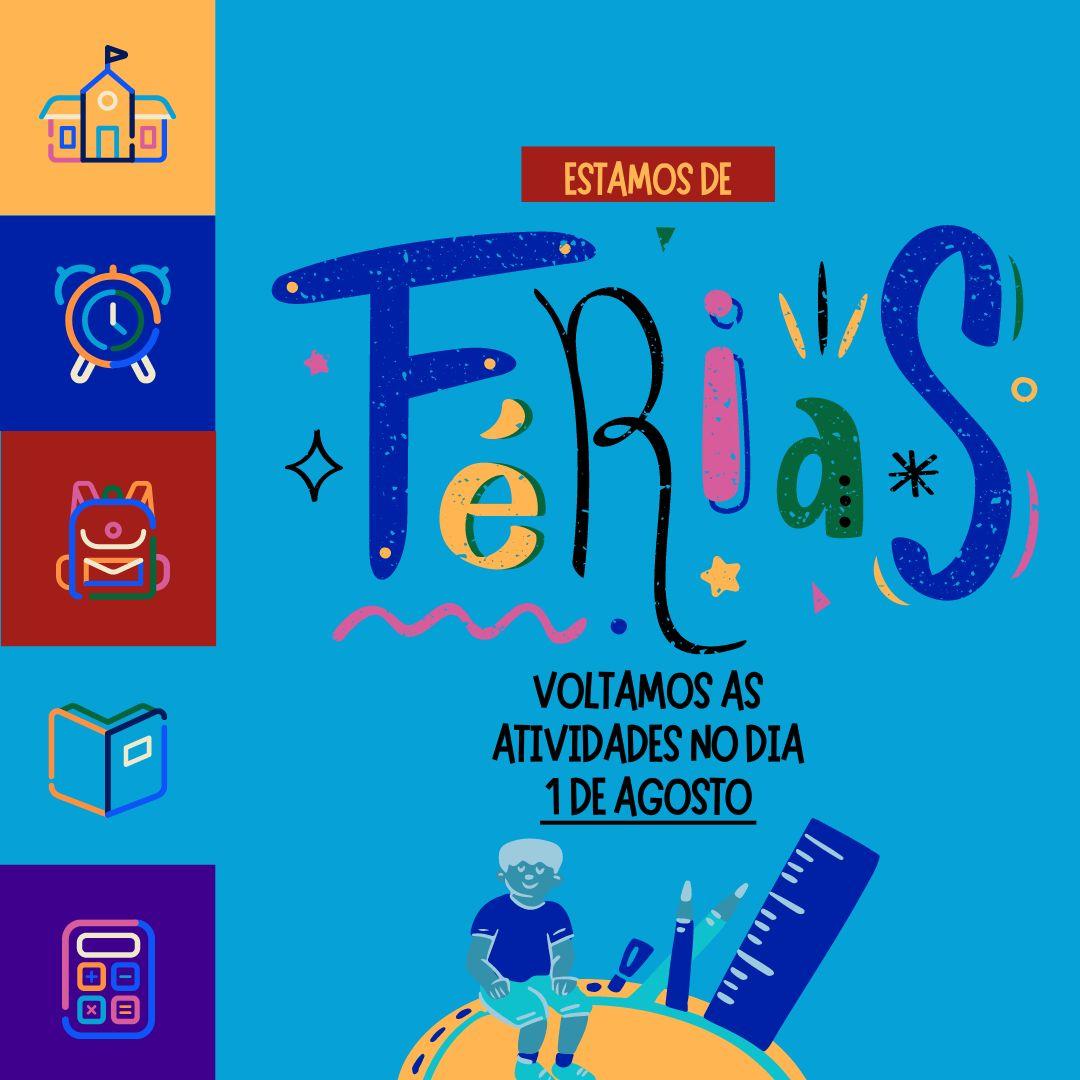 ESTAMOS DE
FéRiaS
VOLTAMOS AS
ATIVIDADES NO DIA
1 DE AGOSTO